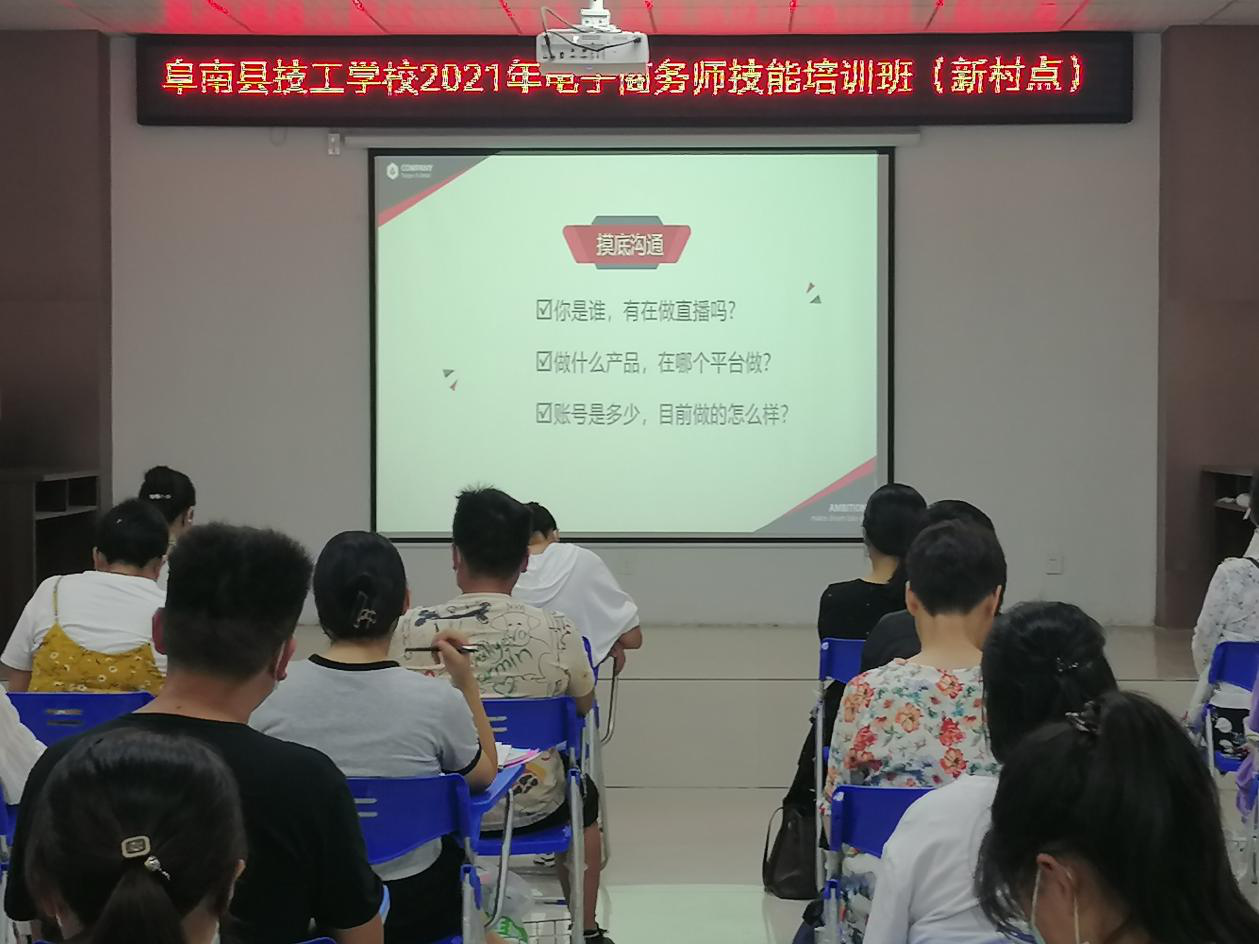 阜南县技工学校2021年电子商务师技能培训班（新村点）
COMPANY
摸底沟通
☑你是谁，有在做直播吗？
☑做什么产品，在哪个平台做？
☑账号是多少，目前做的怎么样？
AMBITION